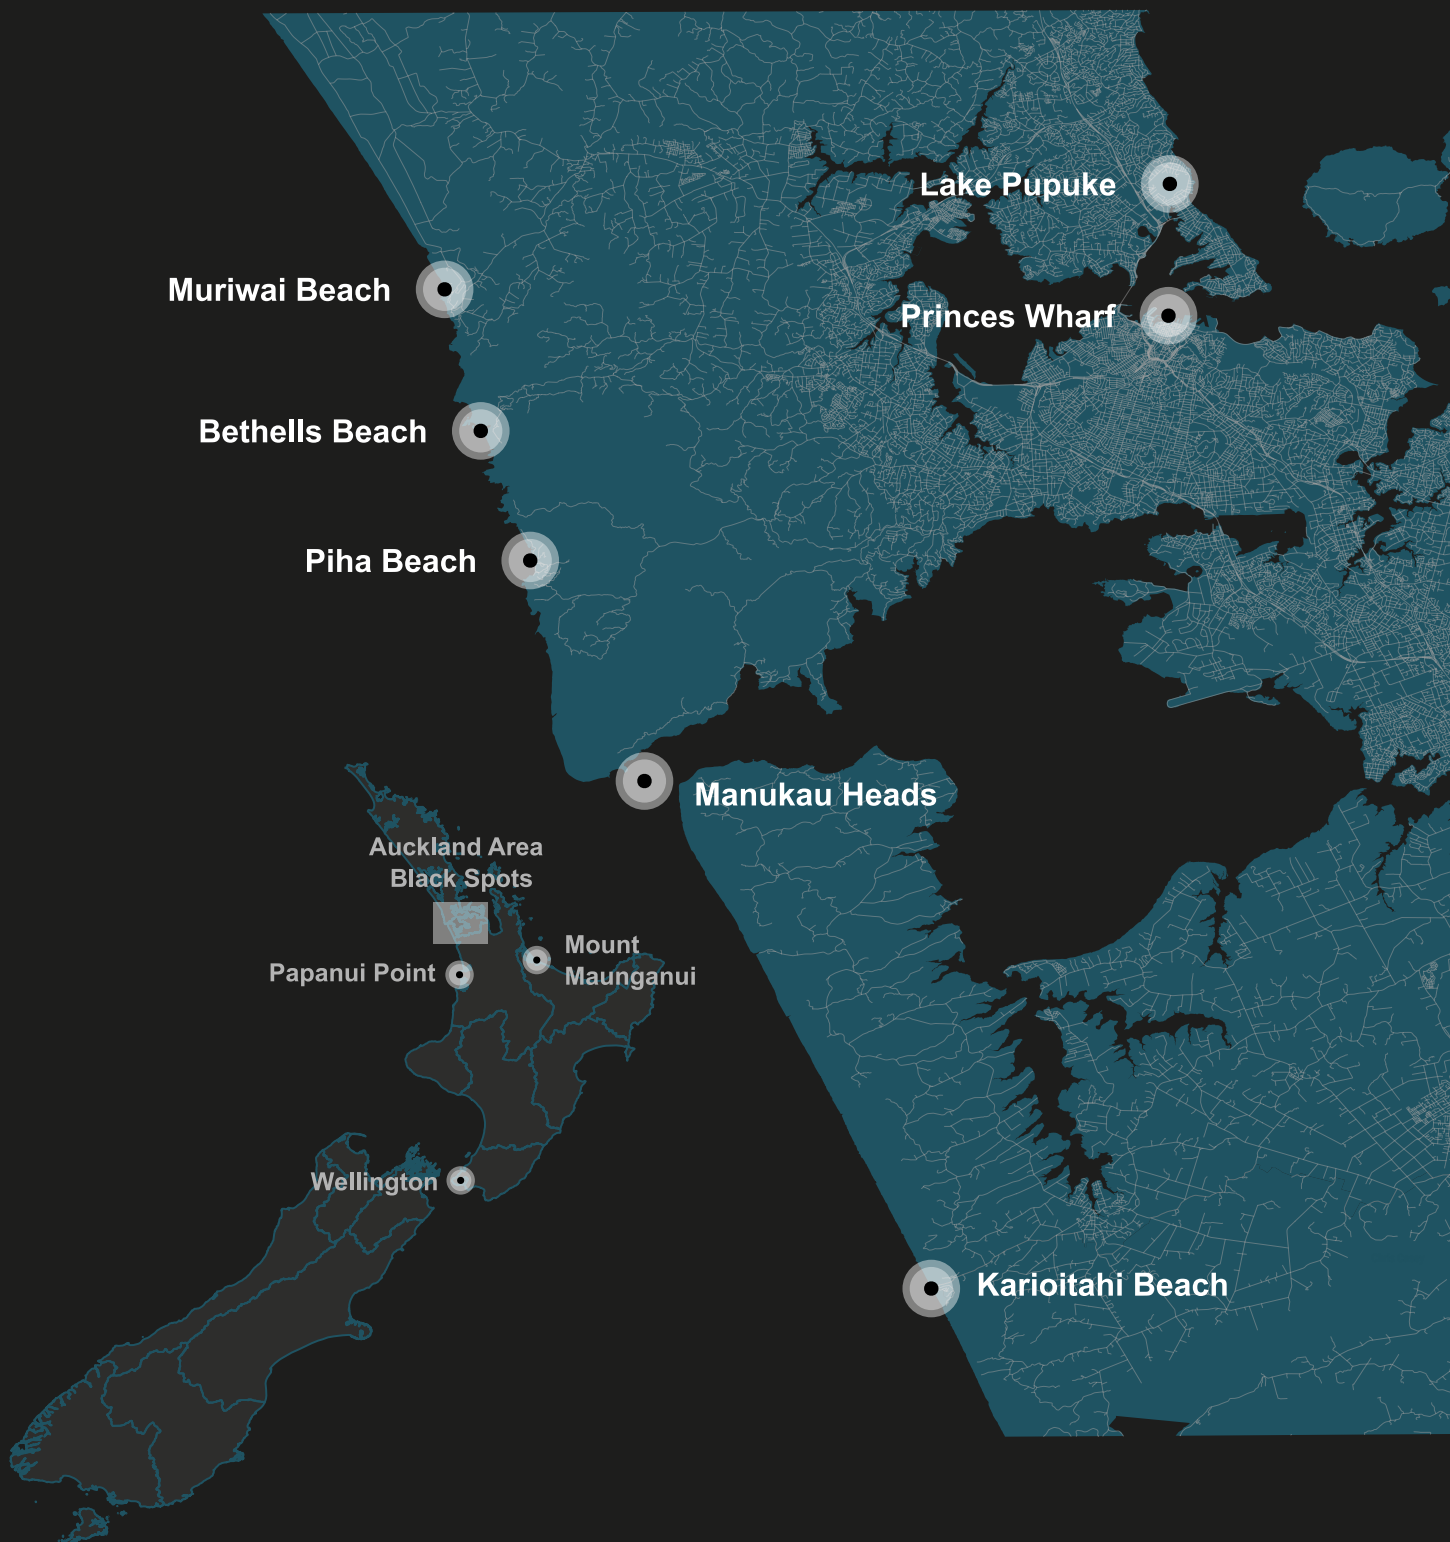 Lake Pupuke
Muriwai Beach
Princes Wharf
Bethells Beach
Piha Beach
Manukau Heads
Auckland Area
Black Spots
Mount
Maunganui
Papanui Point
Wellington
Karioitahi Beach